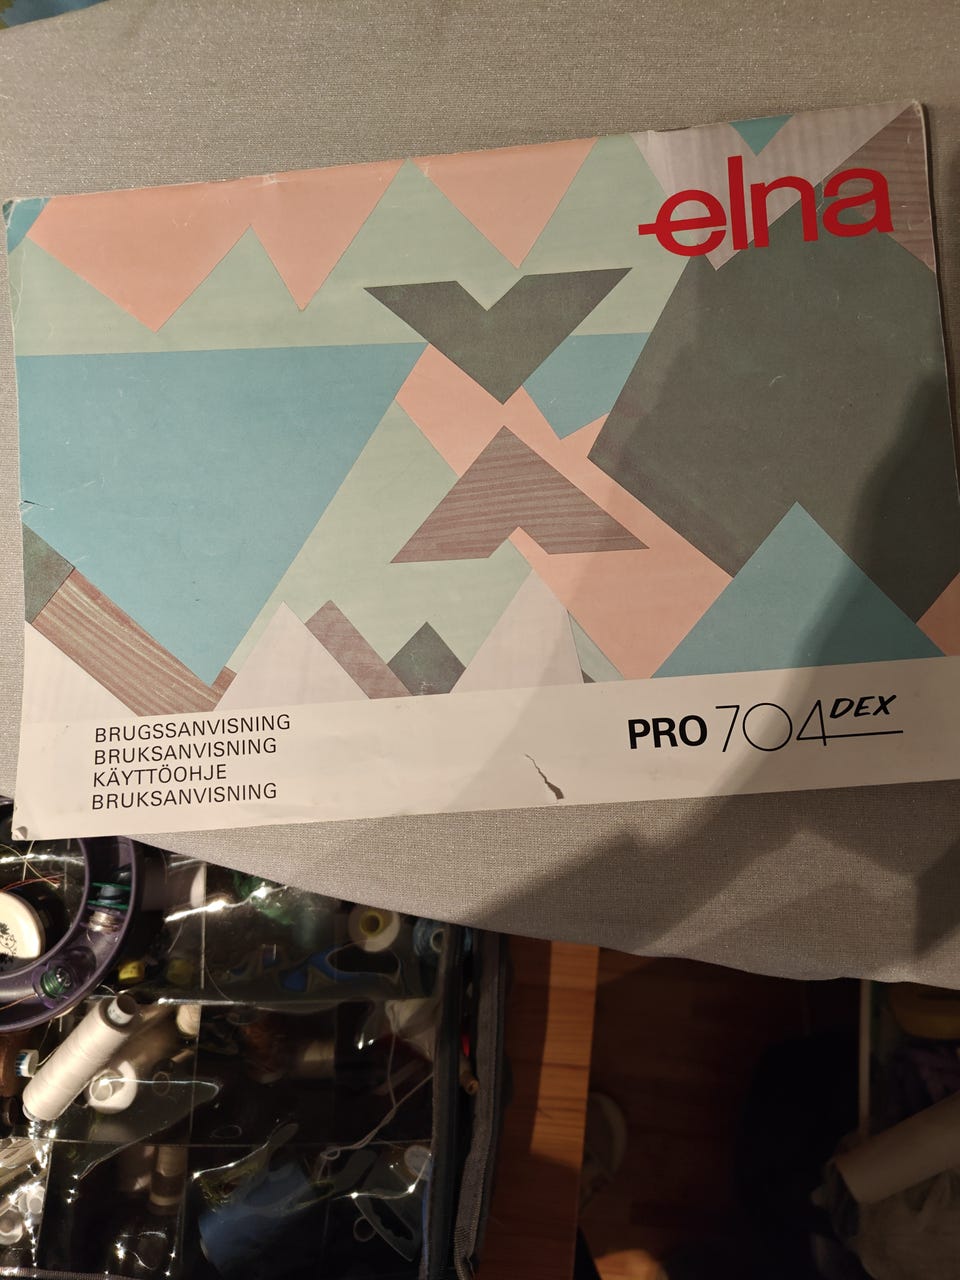 elna
PRO 704 DEX
BRUGSSANVISNING
BRUKSANVISNING
KÄYTTÖOHJE
BRUKSANVISNING